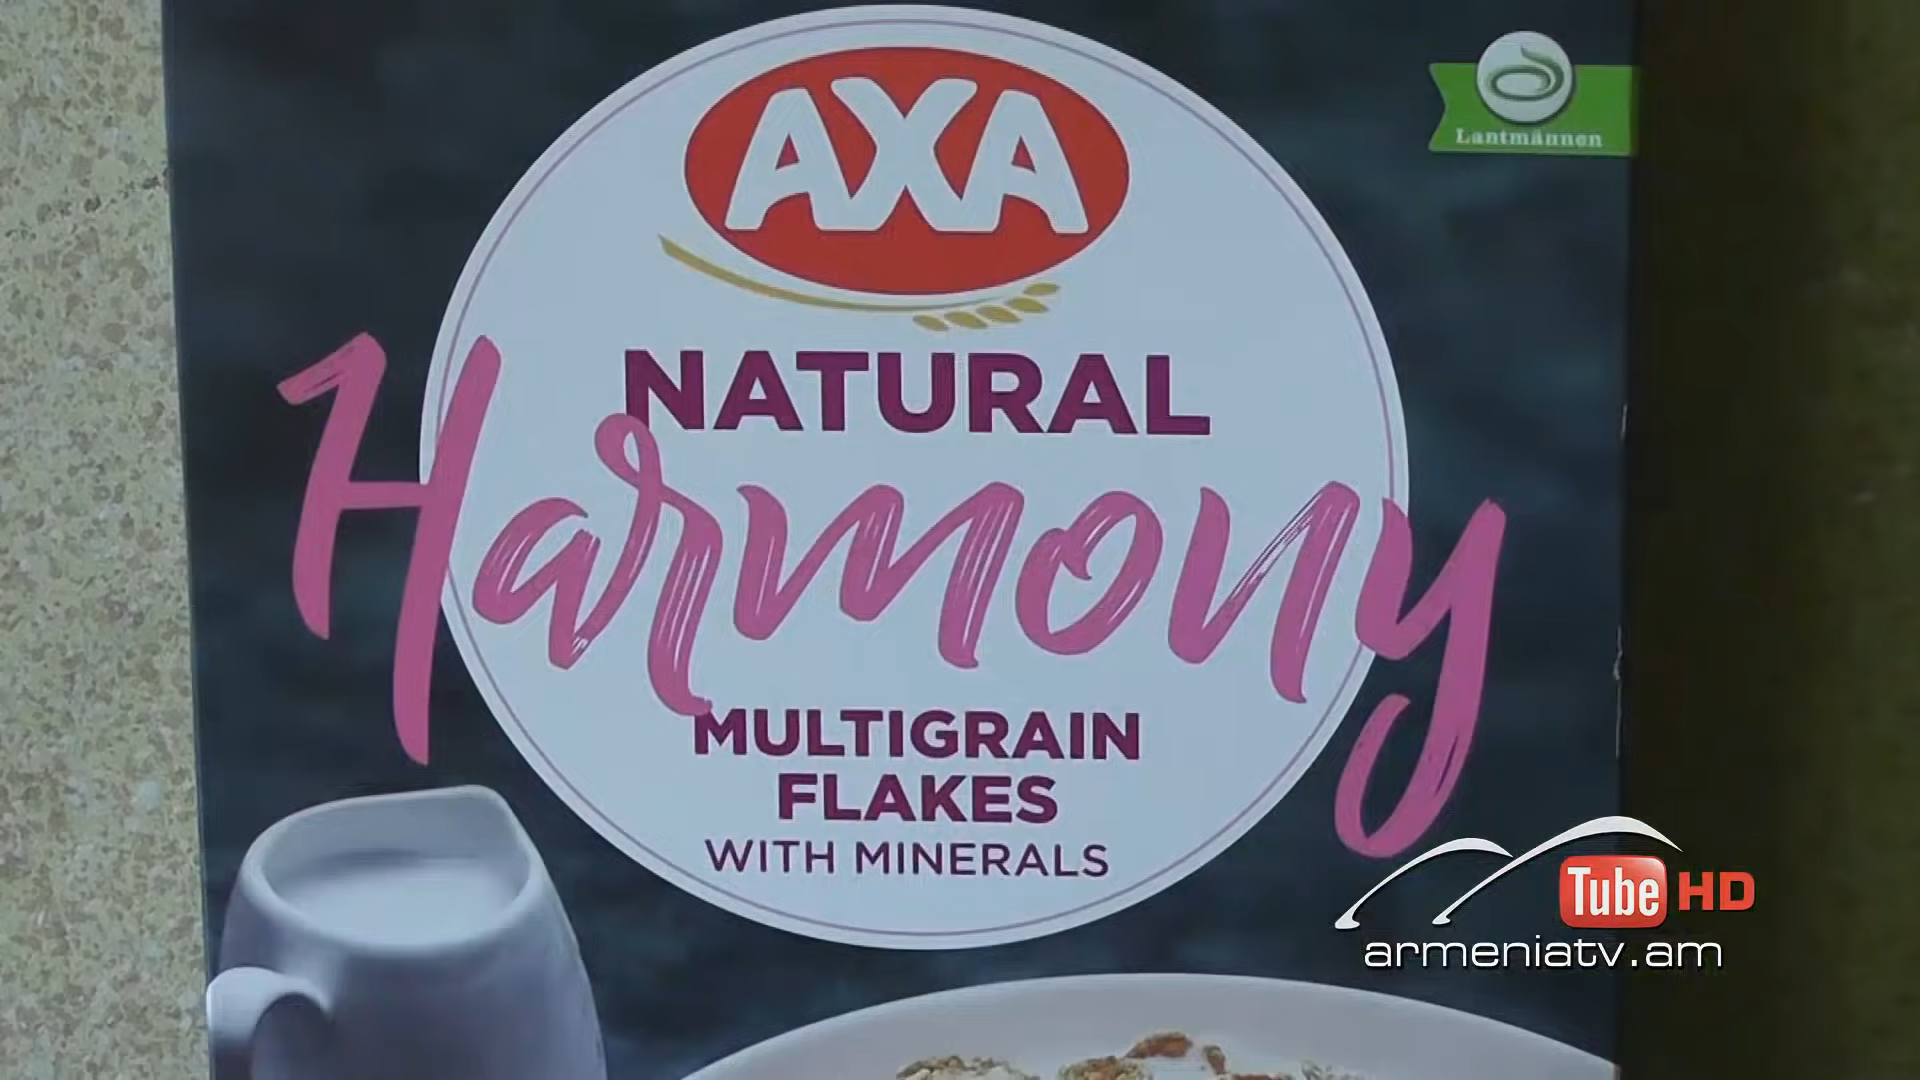 AXA
Lantmännen
NATURAL
Harmony
MULTIGRAIN
FLAKES
WITH MINERALS
Tube HD
armeniatv.am